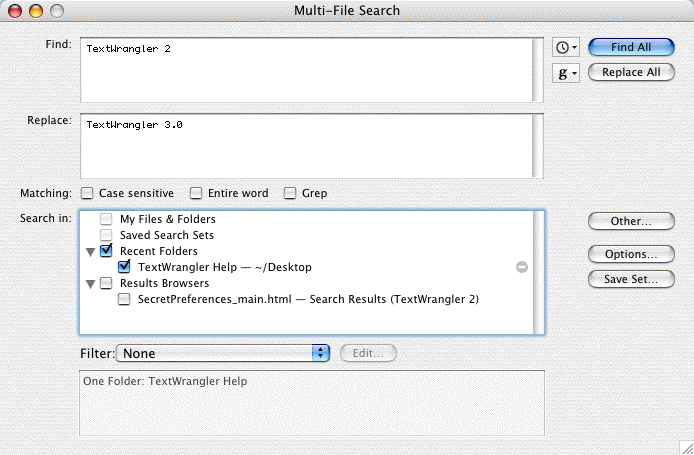 Multi-File Search
Find:
TextWrangler 2
Find All
g
Replace All
Replace:
TextWrangler 3.0
Matching: Case sensitive Entire word Grep
Search in:
My Files & Folders
Other...
Saved Search Sets
Recent Folders
Options...
TextWrangler Help — ~/Desktop
Results Browsers
Save Set...
SecretPreferences_main.html — Search Results (TextWrangler 2)
Filter: None Edit...
One Folder: TextWrangler Help